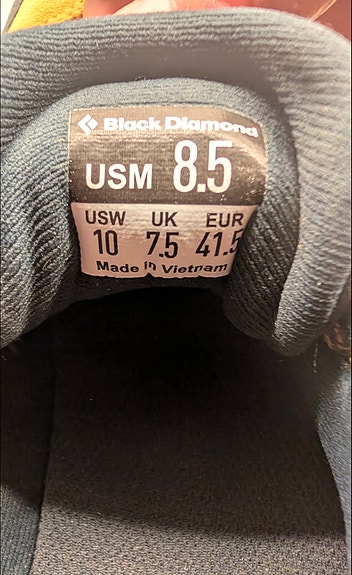 Black Diamond
USM 8.5
USW UK EUR
10 7.5 41.5
Made in Vietnam